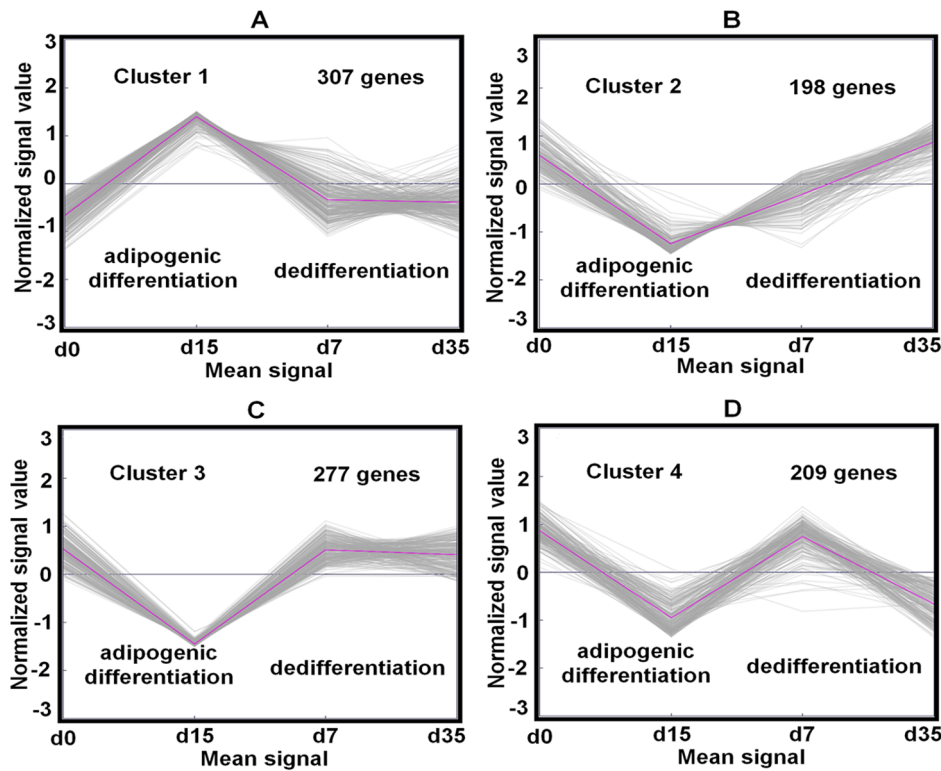 A
Normalized signal value
3
2
1
0
-1
-2
-3
Cluster 1
307 genes
adipogenic
differentiation
dedifferentiation
d0
d15
d7
d35
Mean signal
B
Normalized signal value
3
2
1
0
-1
-2
-3
Cluster 2
198 genes
adipogenic
differentiation
dedifferentiation
d0
d15
d7
d35
Mean signal
C
Normalized signal value
3
2
1
0
-1
-2
-3
Cluster 3
277 genes
adipogenic
differentiation
dedifferentiation
d0
d15
d7
d35
Mean signal
D
Normalized signal value
3
2
1
0
-1
-2
-3
Cluster 4
209 genes
adipogenic
differentiation
dedifferentiation
d0
d15
d7
d35
Mean signal